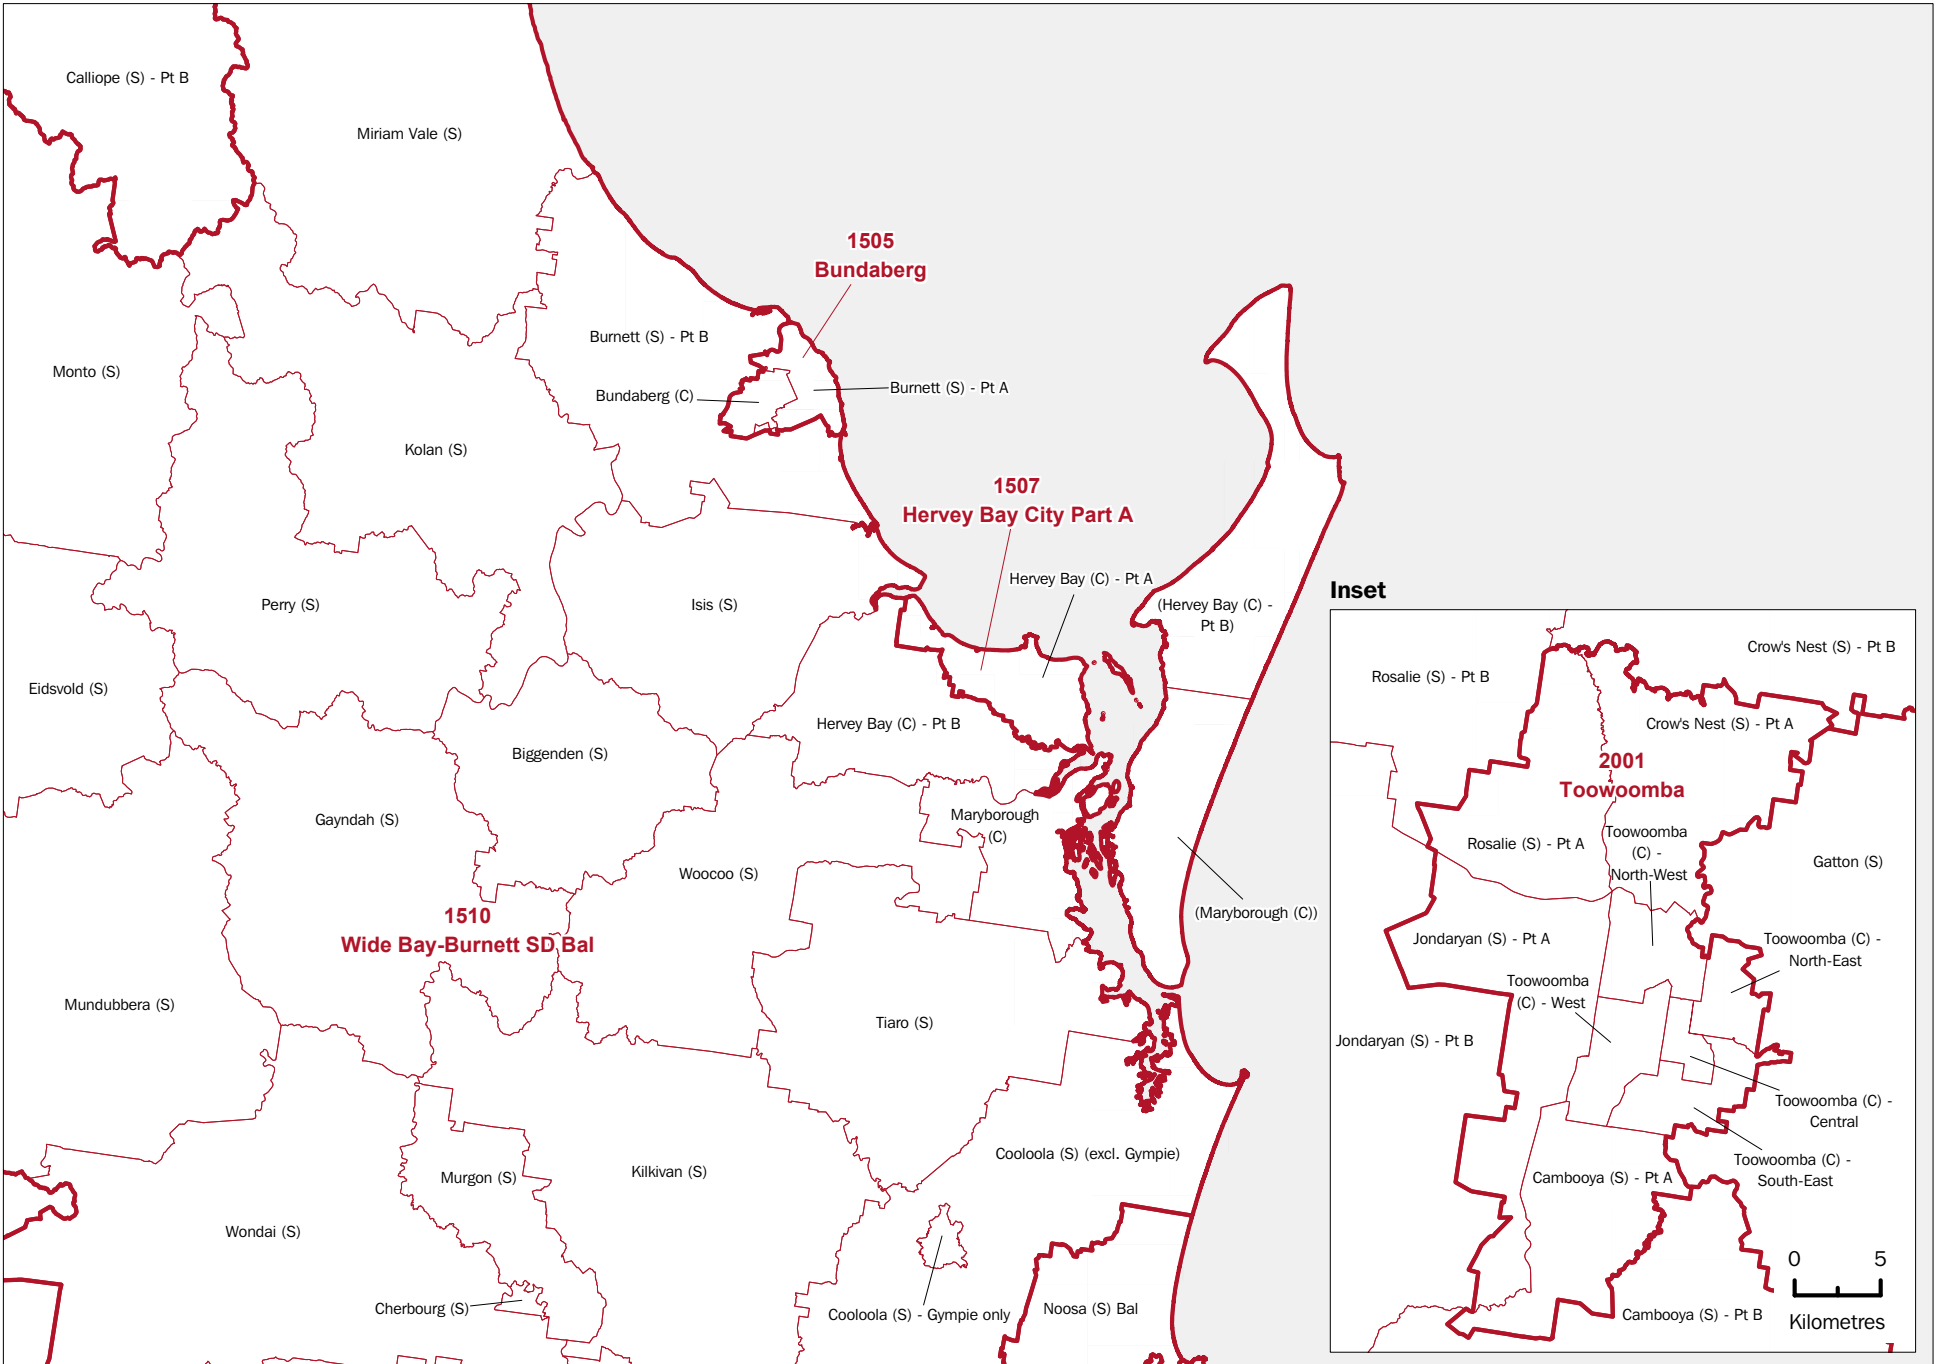 Calliope (S) - Pt B
Miriam Vale (S)
1505
Bundaberg
Burnett (S) - Pt B
Monto (S)
Bundaberg (C)
Burnett (S) - Pt A
Kolan (S)
1507
Hervey Bay City Part A
Hervey Bay (C) - Pt A
(Hervey Bay (C) -
Pt B)
Perry (S)
Isis (S)
Eidsvold (S)
Hervey Bay (C) - Pt B
Biggenden (S)
Gayndah (S)
Maryborough
(C)
Woocoo (S)
(Maryborough (C))
1510
Wide Bay-Burnett SD Bal
Mundubbera (S)
Tiaro (S)
Cooloola (S) (excl. Gympie)
Murgon (S)
Kilkivan (S)
Wondai (S)
Cherbourg (S)
Cooloola (S) - Gympie only
Noosa (S) Bal
Inset
Crow's Nest (S) - Pt B
Rosalie (S) - Pt B
Crow's Nest (S) - Pt A
2001
Toowoomba
Rosalie (S) - Pt A
Toowoomba
(C) -
North-West
Gatton (S)
Jondaryan (S) - Pt A
Toowoomba (C) -
North-East
Toowoomba
(C) - West
Jondaryan (S) - Pt B
Toowoomba (C) -
Central
Toowoomba (C) -
South-East
Cambooya (S) - Pt A
0 5
Kilometres
Cambooya (S) - Pt B